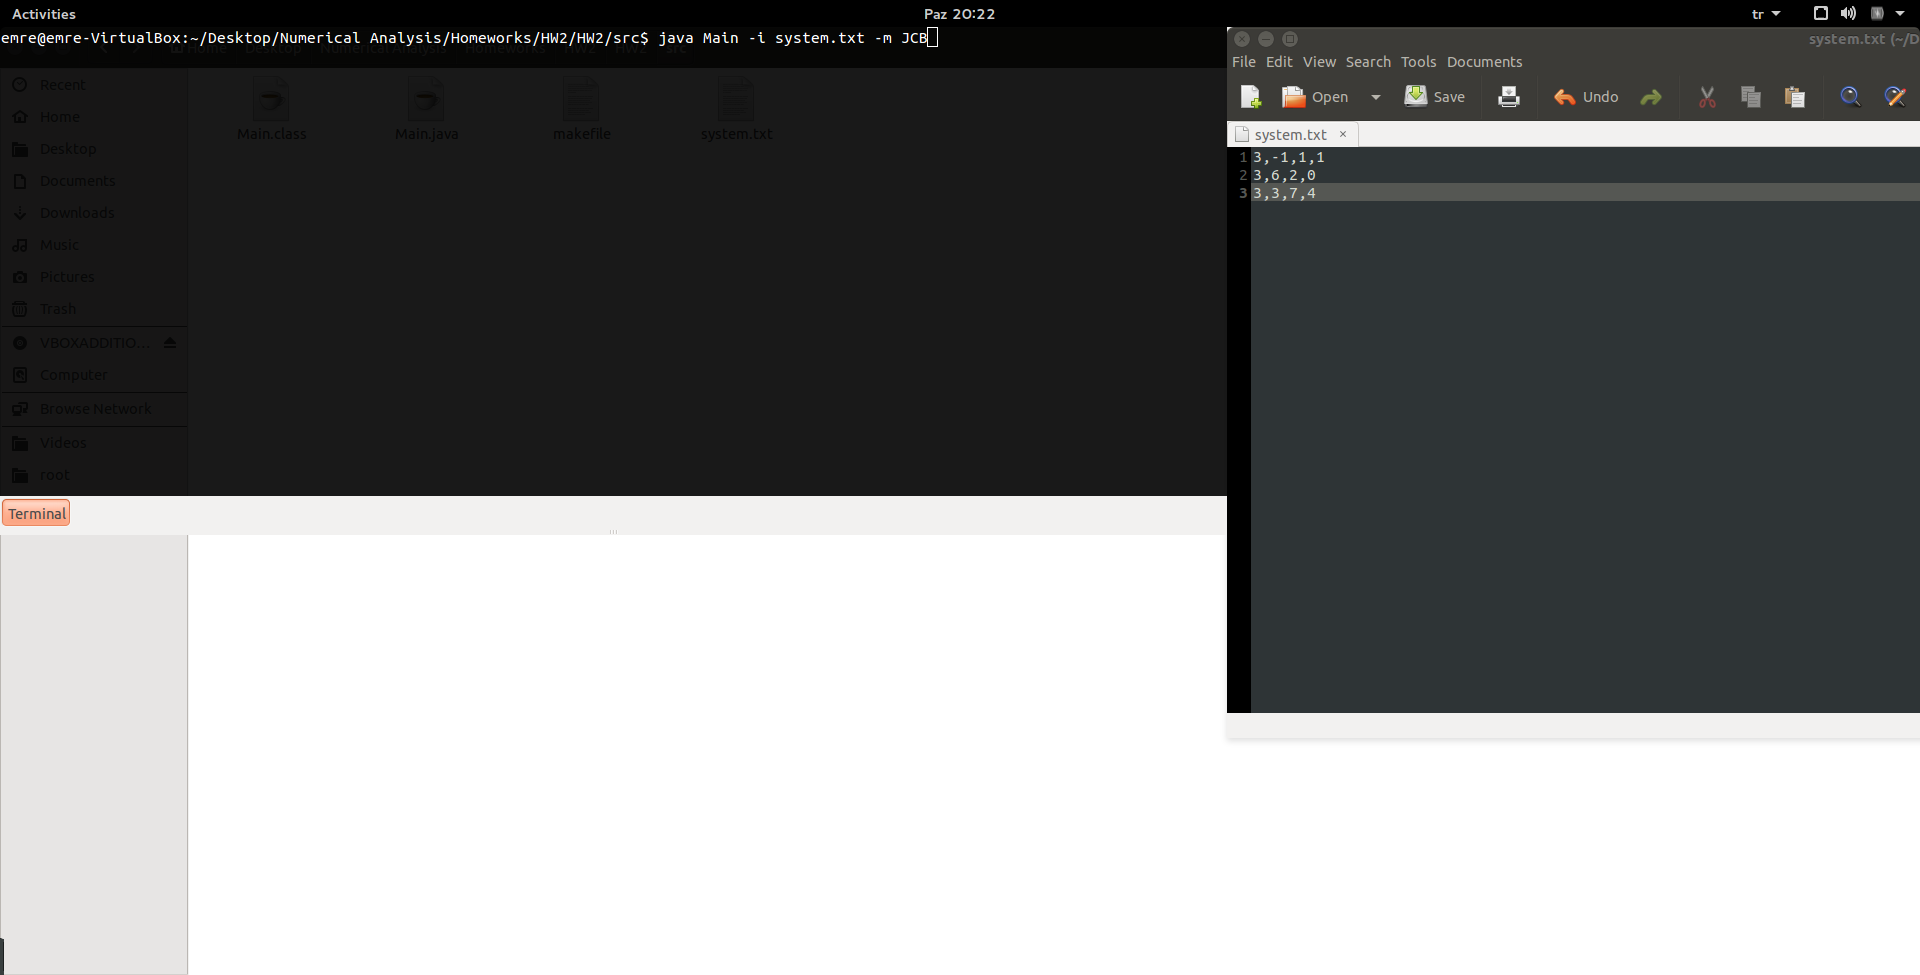 Activities
Paz 20:22
tr
emre@emre-VirtualBox:~/Desktop/Numerical Analysis/Homeworks/HW2/HW2/src$ java Main -i system.txt -m JCB
Recent
Home
Desktop
Documents
Downloads
Music
Pictures
Trash
VBOXADDITIO...
Computer
Browse Network
Videos
root
Main.class
Main.java
makefile
system.txt
Terminal
system.txt (~/D
File Edit View Search Tools Documents
Open Save Undo
system.txt ×
1 3,-1,1,1
2 3,6,2,0
3 3,3,7,4